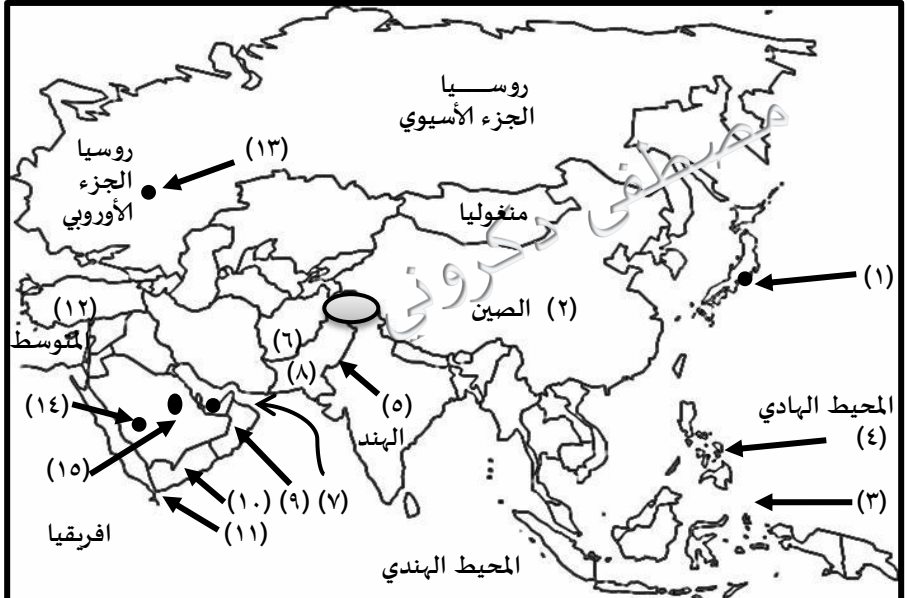 روســـــيا
الجزء الأسيوي
روسيا
الجزء
الأوروبي
(١٣)
منغوليا
مصطفى دكروني
(١)
(١٢)
المتوسط
(٢) الصين
(٦)
(٨)
(٥)
(١٤)
الهند
المحيط الهادي
(٤)
(١٥)
(١٠) (٩) (٧)
(٣)
(١١)
افريقيا
المحيط الهندي